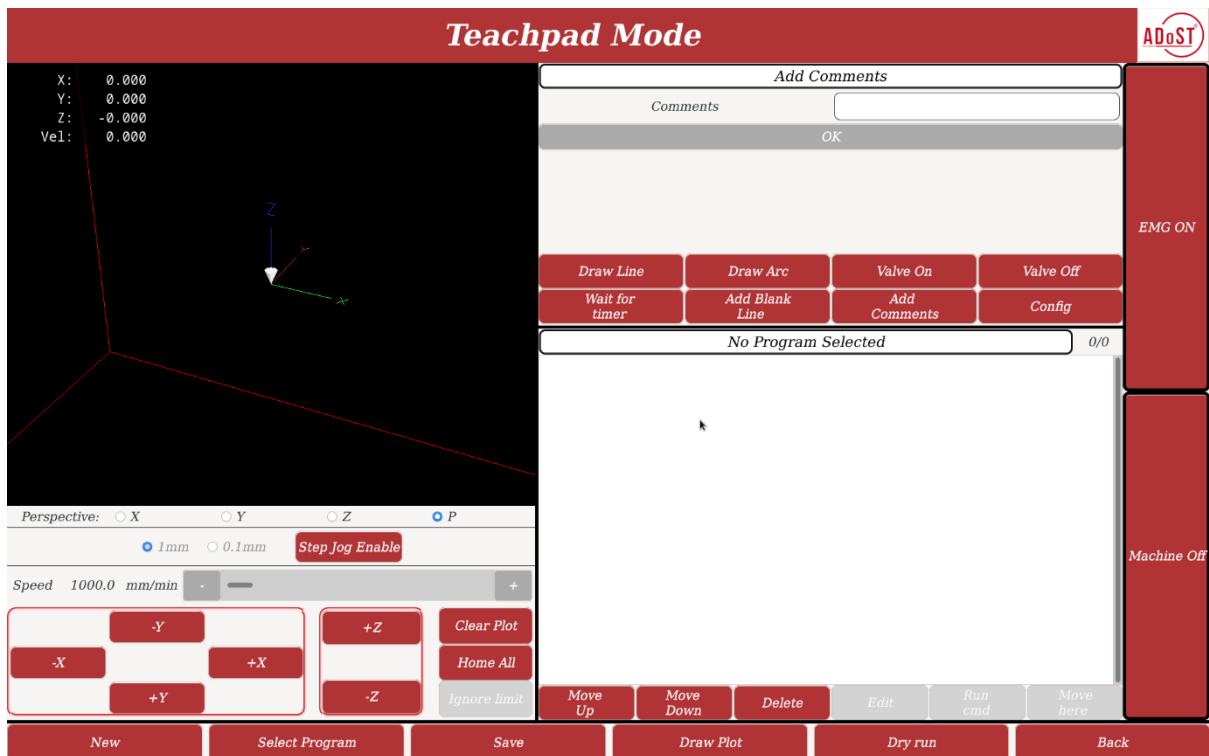 Teachpad Mode
ADoST
X: 0.000
Y: 0.000
Z: -0.000
Vel: 0.000
Z
Y
X
Add Comments
Comments
OK
Draw Line
Draw Arc
Valve On
Valve Off
Wait for
timer
Add Blank
Line
Add
Comments
Config
EMG ON
No Program Selected
0/0
Machine Off
Perspective: X Y Z P
1mm 0.1mm Step Jog Enable
Speed 1000.0 mm/min - +
-Y
-X
+X
+Y
+Z
-Z
Clear Plot
Home All
Ignore limit
Move
Up
Move
Down
Delete
Edit
Run
cmd
Move
here
New
Select Program
Save
Draw Plot
Dry run
Back